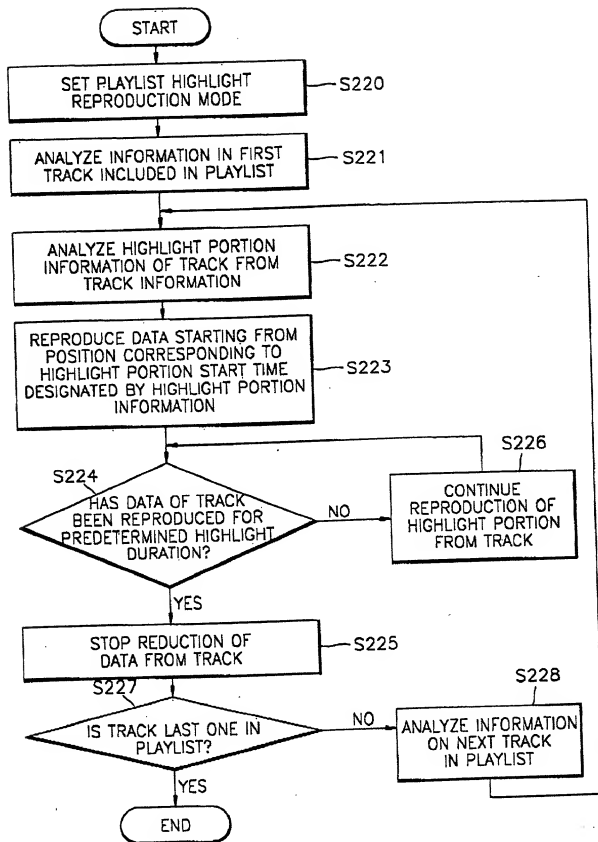 START
SET PLAYLIST HIGHLIGHT
REPRODUCTION MODE
S220
ANALYZE INFORMATION IN FIRST
TRACK INCLUDED IN PLAYLIST
S221
ANALYZE HIGHLIGHT PORTION
INFORMATION OF TRACK FROM
TRACK INFORMATION
S222
REPRODUCE DATA STARTING FROM
POSITION CORRESPONDING TO
HIGHLIGHT PORTION START TIME
DESIGNATED BY HIGHLIGHT PORTION
INFORMATION
S223
S224
HAS DATA OF TRACK
BEEN REPRODUCED FOR
PREDETERMINED HIGHLIGHT
DURATION?
NO
S226
CONTINUE
REPRODUCTION OF
HIGHLIGHT PORTION
FROM TRACK
YES
STOP REDUCTION OF
DATA FROM TRACK
S225
S227
IS TRACK LAST ONE IN
PLAYLIST?
NO
S228
ANALYZE INFORMATION
ON NEXT TRACK
IN PLAYLIST
YES
END